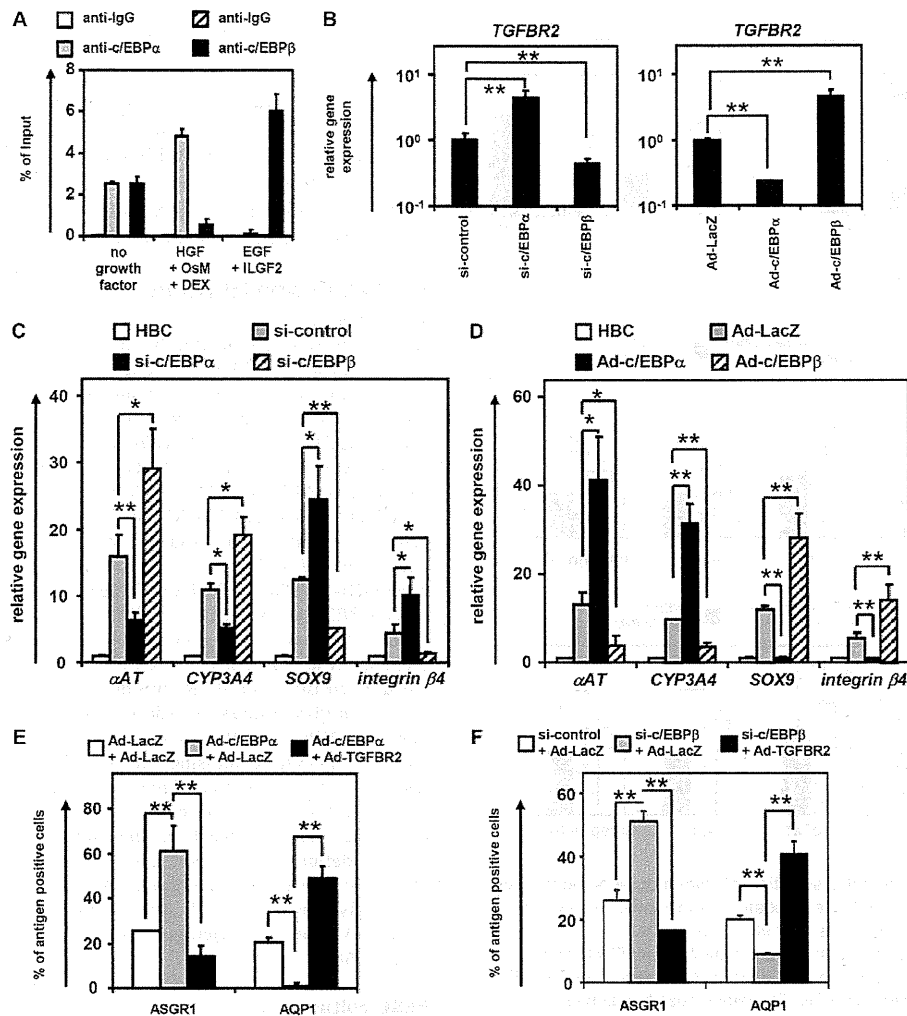 A
anti-IgG anti-IgG
anti-c/EBPα anti-c/EBPβ
% of Input
8
6
4
2
0
no growth factor
HGF + OsM + DEX
EGF + ILGF2
B
TGFBR2
relative gene expression
10¹
10⁰
10⁻¹
**
**
si-control
si-c/EBPα
si-c/EBPβ
TGFBR2
10¹
10⁰
10⁻¹
**
**
Ad-LacZ
Ad-c/EBPα
Ad-c/EBPβ
C
HBC si-control
si-c/EBPα si-c/EBPβ
relative gene expression
40
30
20
10
0
*
**
*
*
**
*
*
*
αAT CYP3A4 SOX9 integrin β4
D
HBC Ad-LacZ
Ad-c/EBPα Ad-c/EBPβ
relative gene expression
60
40
20
0
*
*
**
**
**
**
**
**
αAT CYP3A4 SOX9 integrin β4
E
Ad-LacZ + Ad-LacZ
Ad-c/EBPα + Ad-LacZ
Ad-c/EBPα + Ad-TGFBR2
% of antigen positive cells
80
60
40
20
0
**
**
**
**
ASGR1 AQP1
F
si-control + Ad-LacZ
si-c/EBPβ + Ad-LacZ
si-c/EBPβ + Ad-TGFBR2
% of antigen positive cells
60
40
20
0
**
**
**
**
ASGR1 AQP1